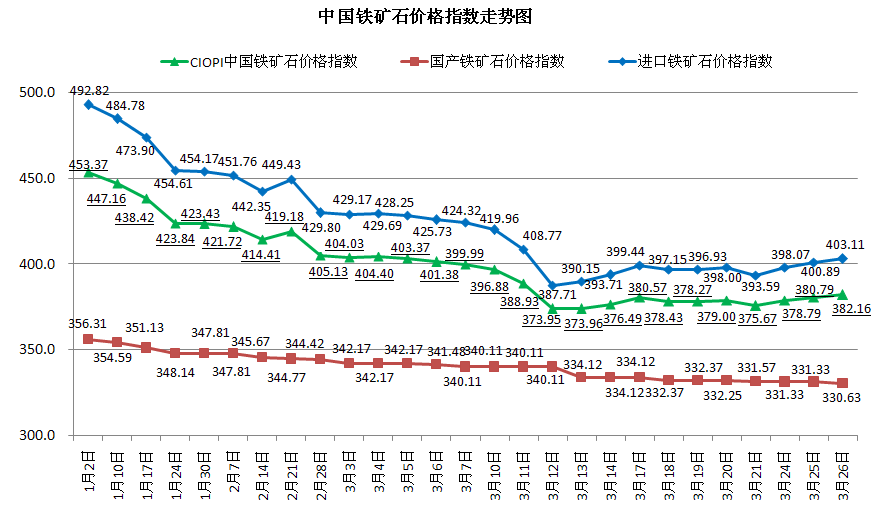 中国铁矿石价格指数走势图
CIOPI中国铁矿石价格指数 国产铁矿石价格指数 进口铁矿石价格指数
500.0
450.0
400.0
350.0
300.0
492.82 484.78 473.90 454.61 454.17 451.76 442.35 449.43 429.80 429.17 429.69 428.25 425.73 424.32 419.96 408.77 387.71 390.15 393.71 399.44 397.15 396.93 398.00 393.59 398.07 400.89 403.11
453.37 447.16 438.42 423.84 423.43 421.72 414.41 419.18 405.13 404.03 404.40 403.37 401.38 399.99 396.88 388.93 373.95 373.96 376.49 380.57 378.43 378.27 379.00 375.67 378.79 380.79 382.16
356.31 354.59 351.13 348.14 347.81 347.81 345.67 344.77 344.42 342.17 342.17 342.17 341.48 340.11 340.11 340.11 340.11 334.12 334.12 334.12 332.37 332.37 332.25 331.57 331.33 331.33 330.63
1月2日 1月10日 1月17日 1月24日 1月30日 2月7日 2月14日 2月21日 2月28日 3月3日 3月4日 3月5日 3月6日 3月7日 3月10日 3月11日 3月12日 3月13日 3月14日 3月17日 3月18日 3月19日 3月20日 3月21日 3月24日 3月25日 3月26日